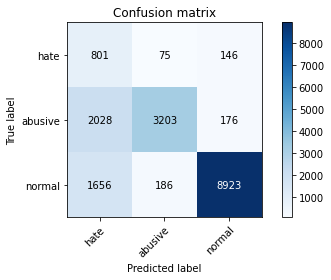 Confusion matrix
hate 801 75 146
abusive 2028 3203 176
normal 1656 186 8923
hate abusive normal
True label
Predicted label
8000
7000
6000
5000
4000
3000
2000
1000